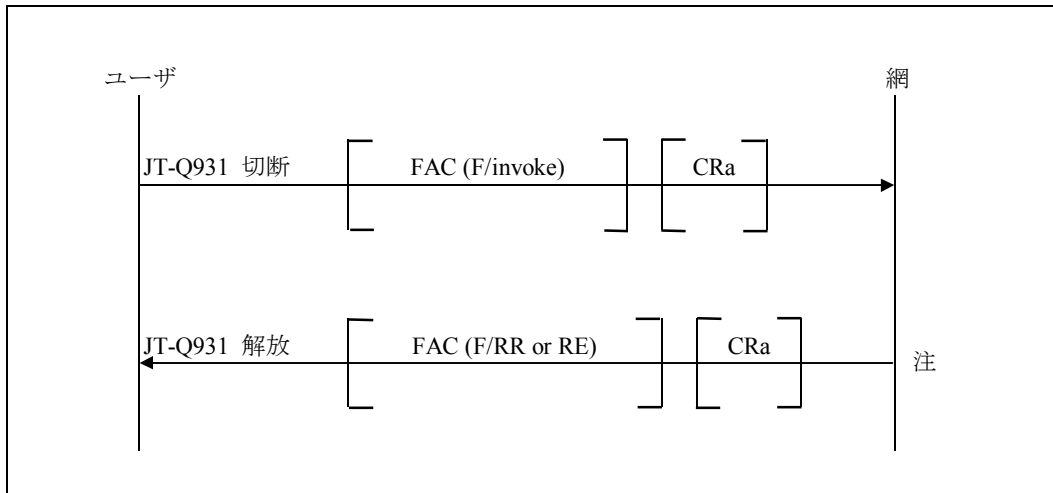 ユーザ 網
JT-Q931 切断 FAC (F/invoke) CRa
JT-Q931 解放 FAC (F/RR or RE) CRa
注